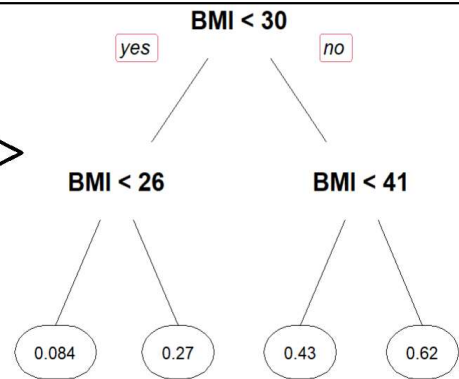 BMI < 30
yes no
BMI < 26 BMI < 41
0.084 0.27 0.43 0.62